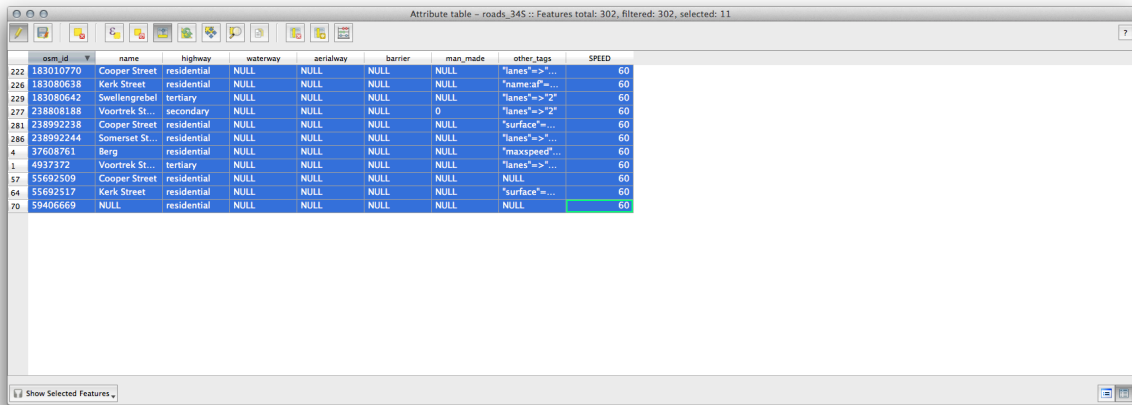 Attribute table – roads_34S :: Features total: 302, filtered: 302, selected: 11
?
osm_id name highway waterway aerialway barrier man_made other_tags SPEED
222 183010770 Cooper Street residential NULL NULL NULL NULL "lanes"=>"... 60
226 183080638 Kerk Street residential NULL NULL NULL NULL "name:af"=... 60
229 183080642 Swellengrebel tertiary NULL NULL NULL NULL "lanes"=>"2" 60
277 238808188 Voortrek St... secondary NULL NULL NULL 0 "lanes"=>"2" 60
281 238992238 Cooper Street residential NULL NULL NULL NULL "surface"=... 60
286 238992244 Somerset St... residential NULL NULL NULL NULL "lanes"=>"... 60
4 37608761 Berg residential NULL NULL NULL NULL "maxspeed"... 60
1 4937372 Voortrek St... tertiary NULL NULL NULL NULL "lanes"=>"... 60
57 55692509 Cooper Street residential NULL NULL NULL NULL NULL 60
64 55692517 Kerk Street residential NULL NULL NULL NULL "surface"=... 60
70 59406669 NULL residential NULL NULL NULL NULL NULL 60
Show Selected Features